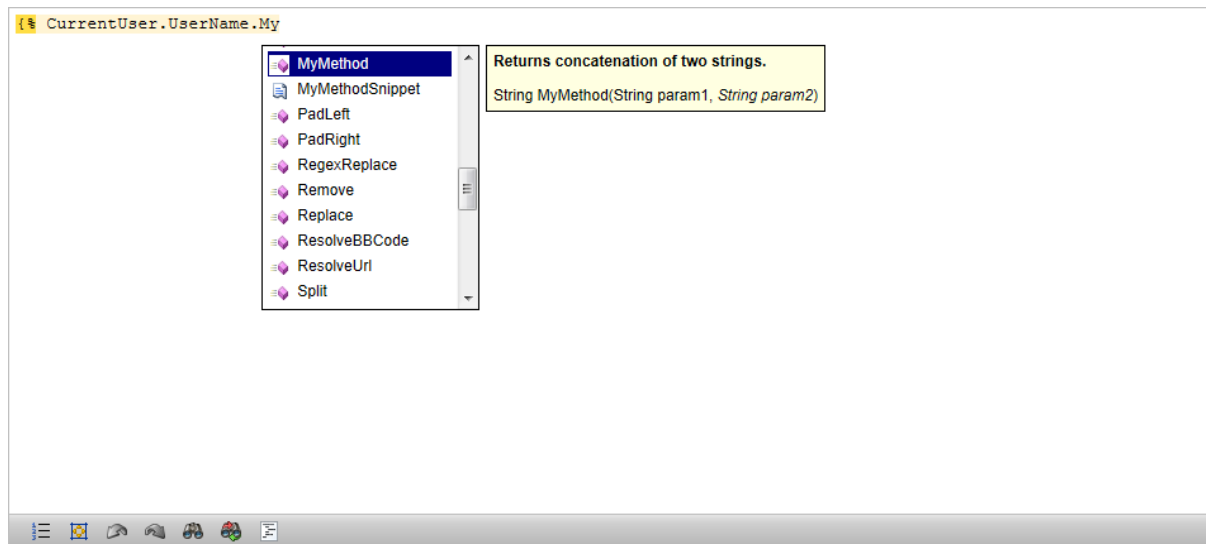 {% CurrentUser.UserName.My
MyMethod
MyMethodSnippet
PadLeft
PadRight
RegexReplace
Remove
Replace
ResolveBBCode
ResolveUrl
Split
Returns concatenation of two strings.
String MyMethod(String param1, String param2)